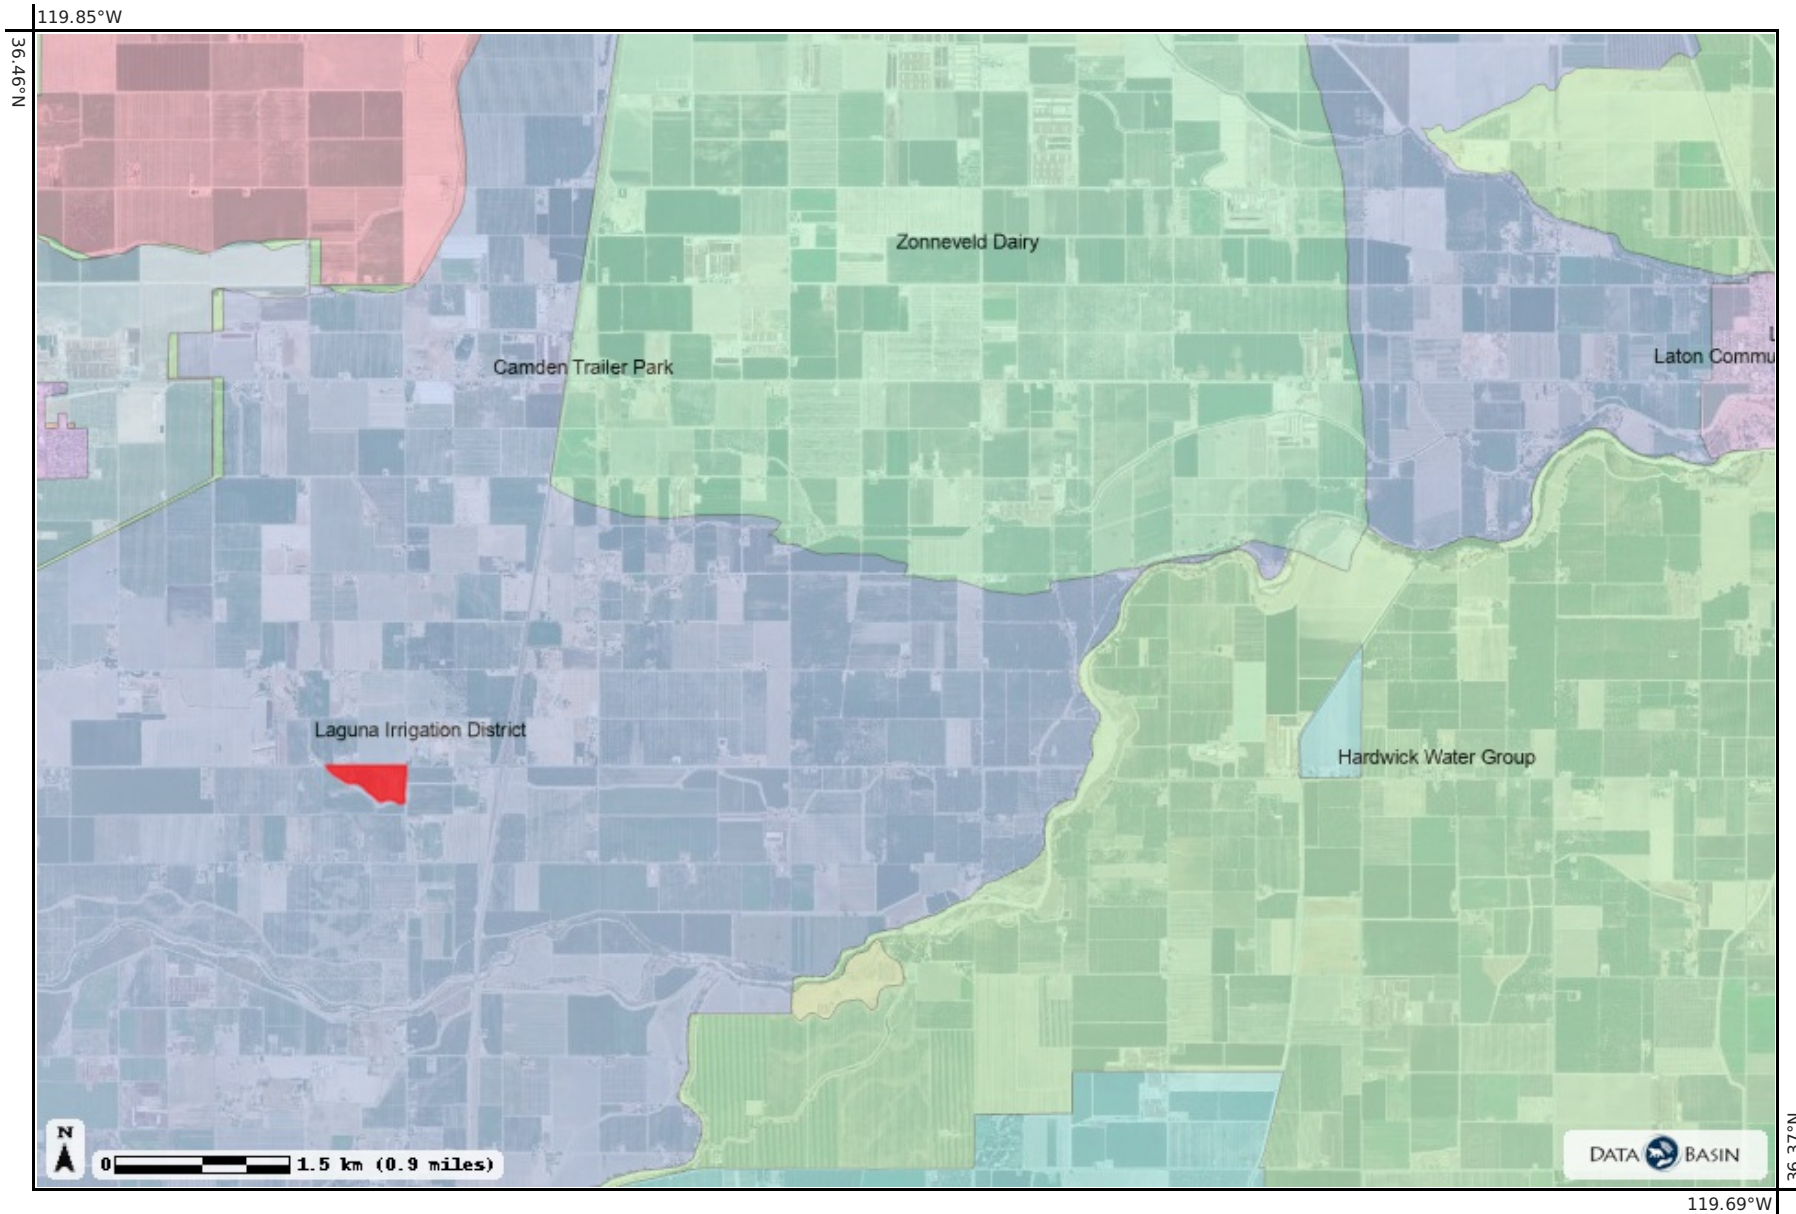 119.85°W
36.46°N
Zonneveld Dairy
Laton Commu
Camden Trailer Park
Laguna Irrigation District
Hardwick Water Group
N
0 1.5 km (0.9 miles)
DATA BASIN
36.37°N
119.69°W